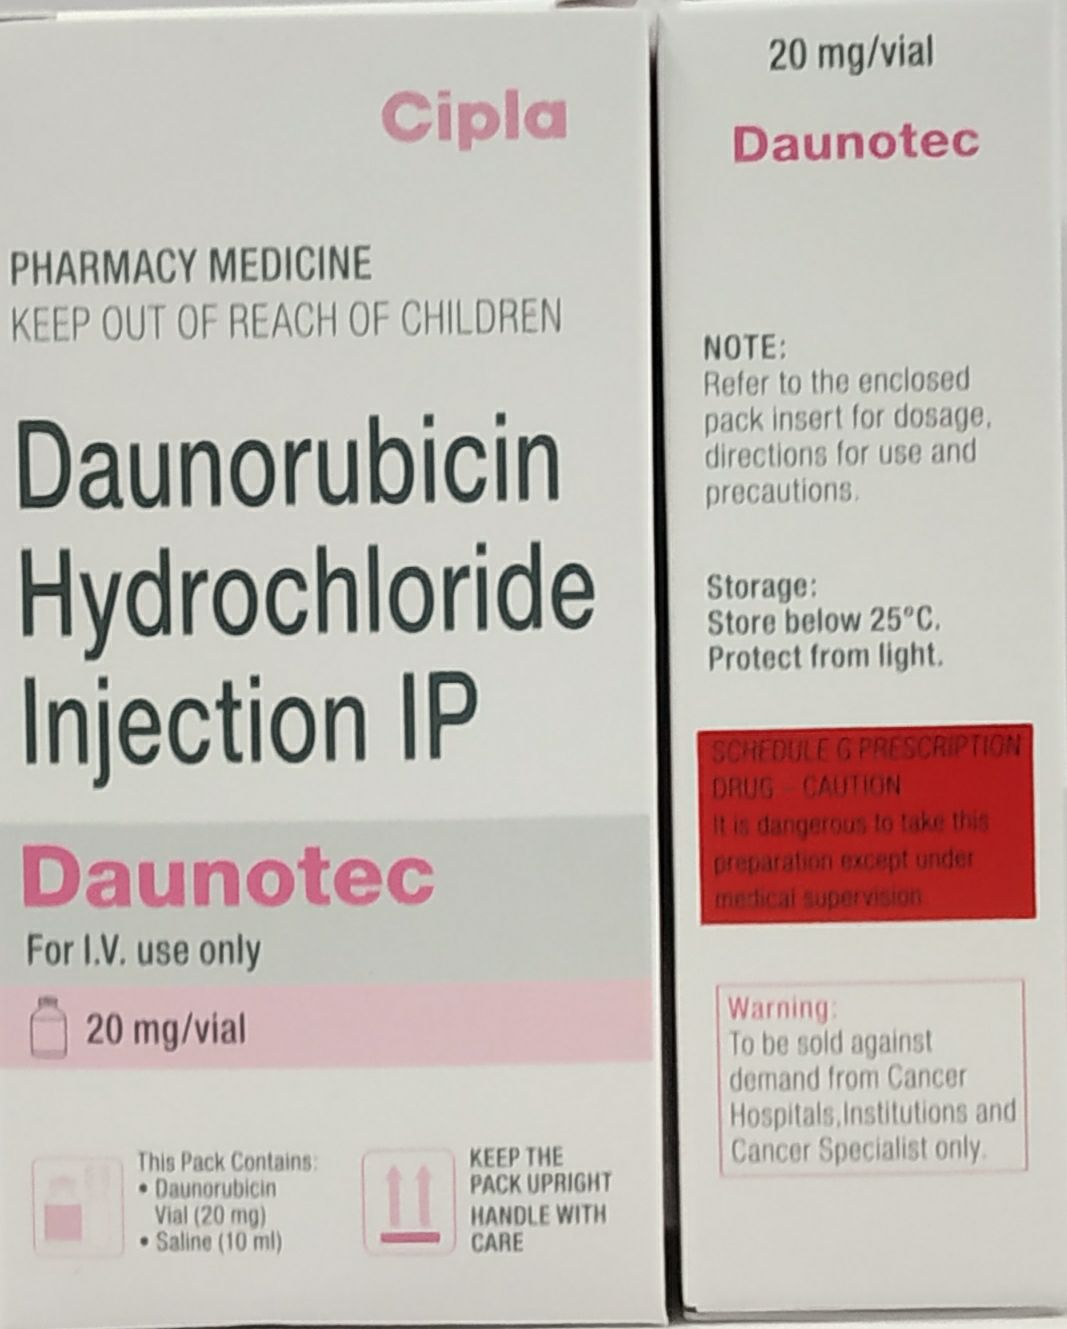 Cipla
PHARMACY MEDICINE
KEEP OUT OF REACH OF CHILDREN
Daunorubicin
Hydrochloride
Injection IP
Daunotec
For I.V. use only
20 mg/vial
This Pack Contains:
• Daunorubicin
Vial (20 mg)
• Saline (10 ml)
KEEP THE
PACK UPRIGHT
HANDLE WITH
CARE
20 mg/vial
Daunotec
NOTE:
Refer to the enclosed
pack insert for dosage,
directions for use and
precautions.
Storage:
Store below 25°C.
Protect from light.
SCHEDULE G PRESCRIPTION
DRUG - CAUTION
It is dangerous to take this
preparation except under
medical supervision
Warning:
To be sold against
demand from Cancer
Hospitals,Institutions and
Cancer Specialist only.